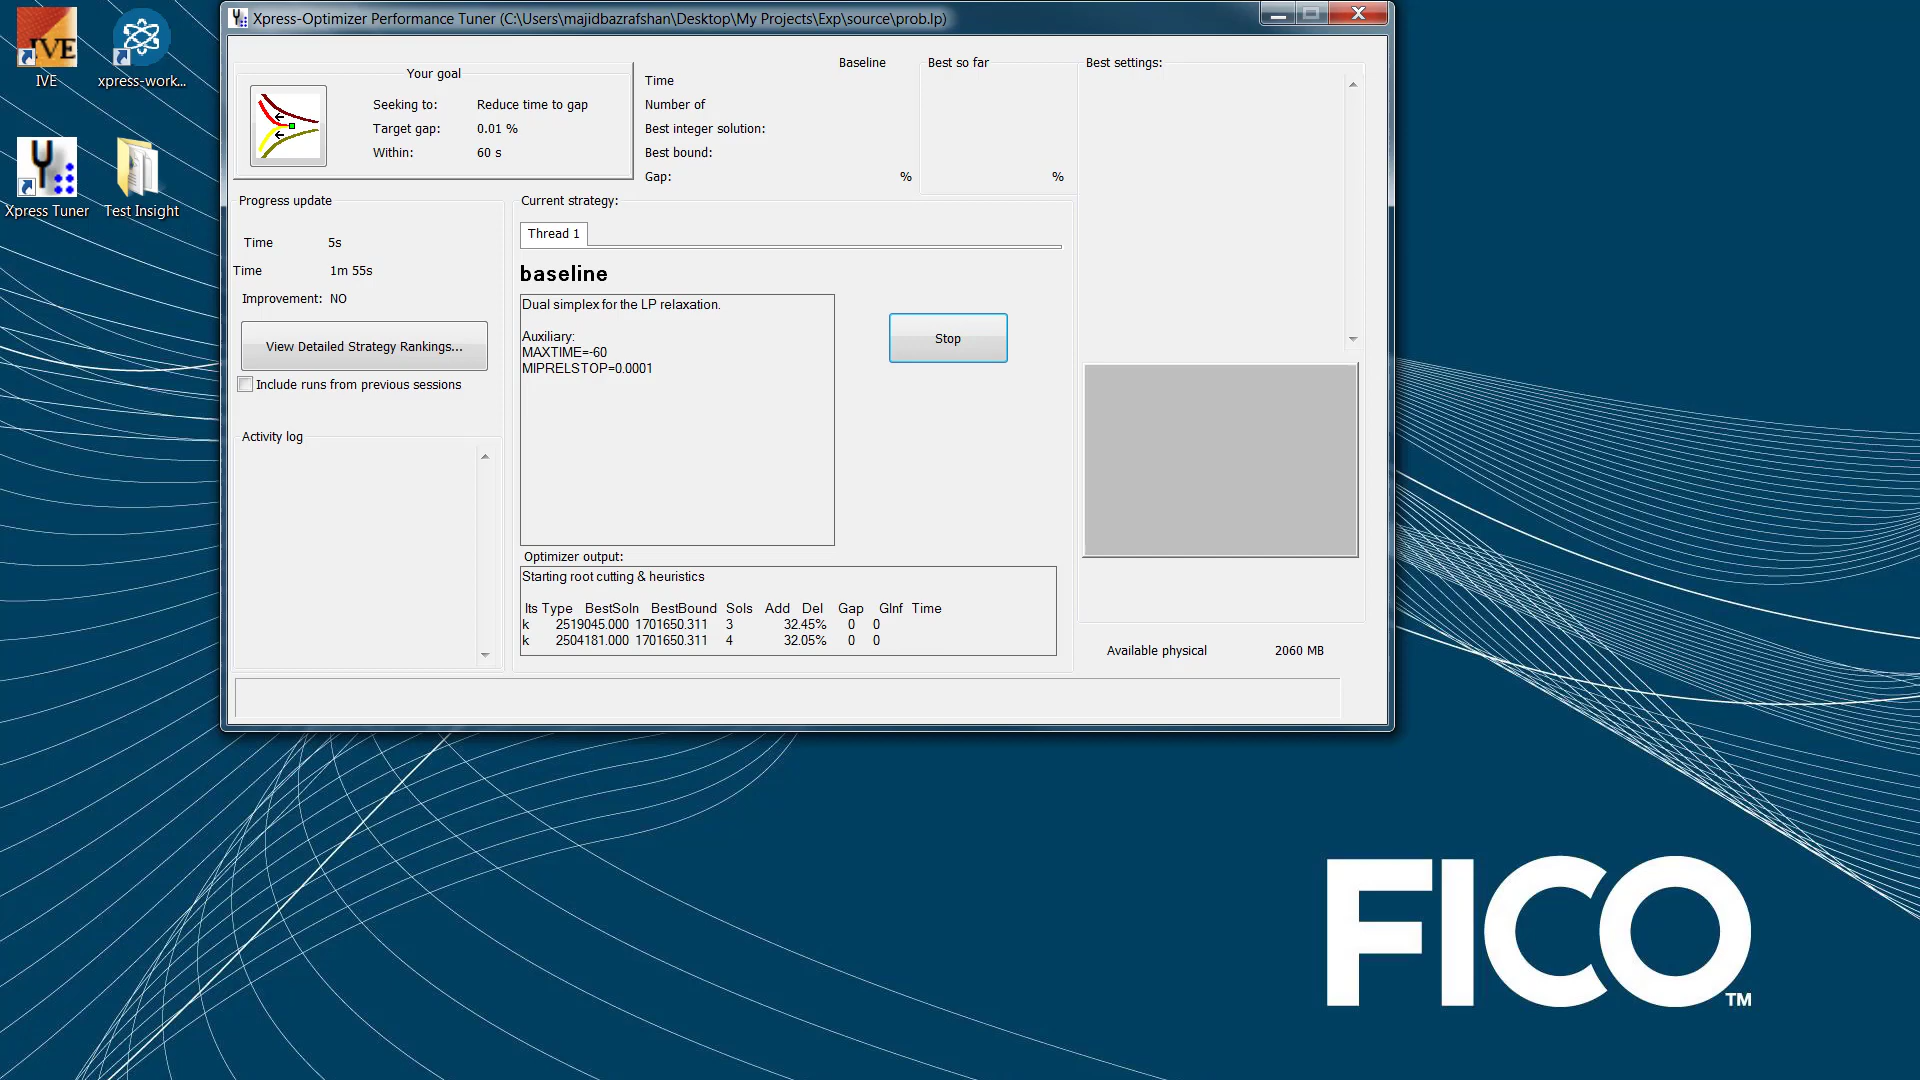 Xpress-Optimizer Performance Tuner (C:\Users\majidbazrafshan\Desktop\My Projects\Exp\source\prob.lp)
IVE
IVE
xpress-work...
Xpress Tuner
Test Insight
Your goal
Seeking to: Reduce time to gap
Target gap: 0.01 %
Within: 60 s
Baseline
Best so far
Time
Number of
Best integer solution:
Best bound:
Gap: % %
Best settings:
Progress update
Time 5s
Time 1m 55s
Improvement: NO
View Detailed Strategy Rankings...
Include runs from previous sessions
Activity log
Current strategy:
Thread 1
baseline
Dual simplex for the LP relaxation.
Auxiliary:
MAXTIME=-60
MIPRELSTOP=0.0001
Stop
Optimizer output:
Starting root cutting & heuristics
Its Type BestSoln BestBound Sols Add Del Gap GInf Time
k 2519045.000 1701650.311 3 32.45% 0 0
k 2504181.000 1701650.311 4 32.05% 0 0
Available physical 2060 MB
FICO TM